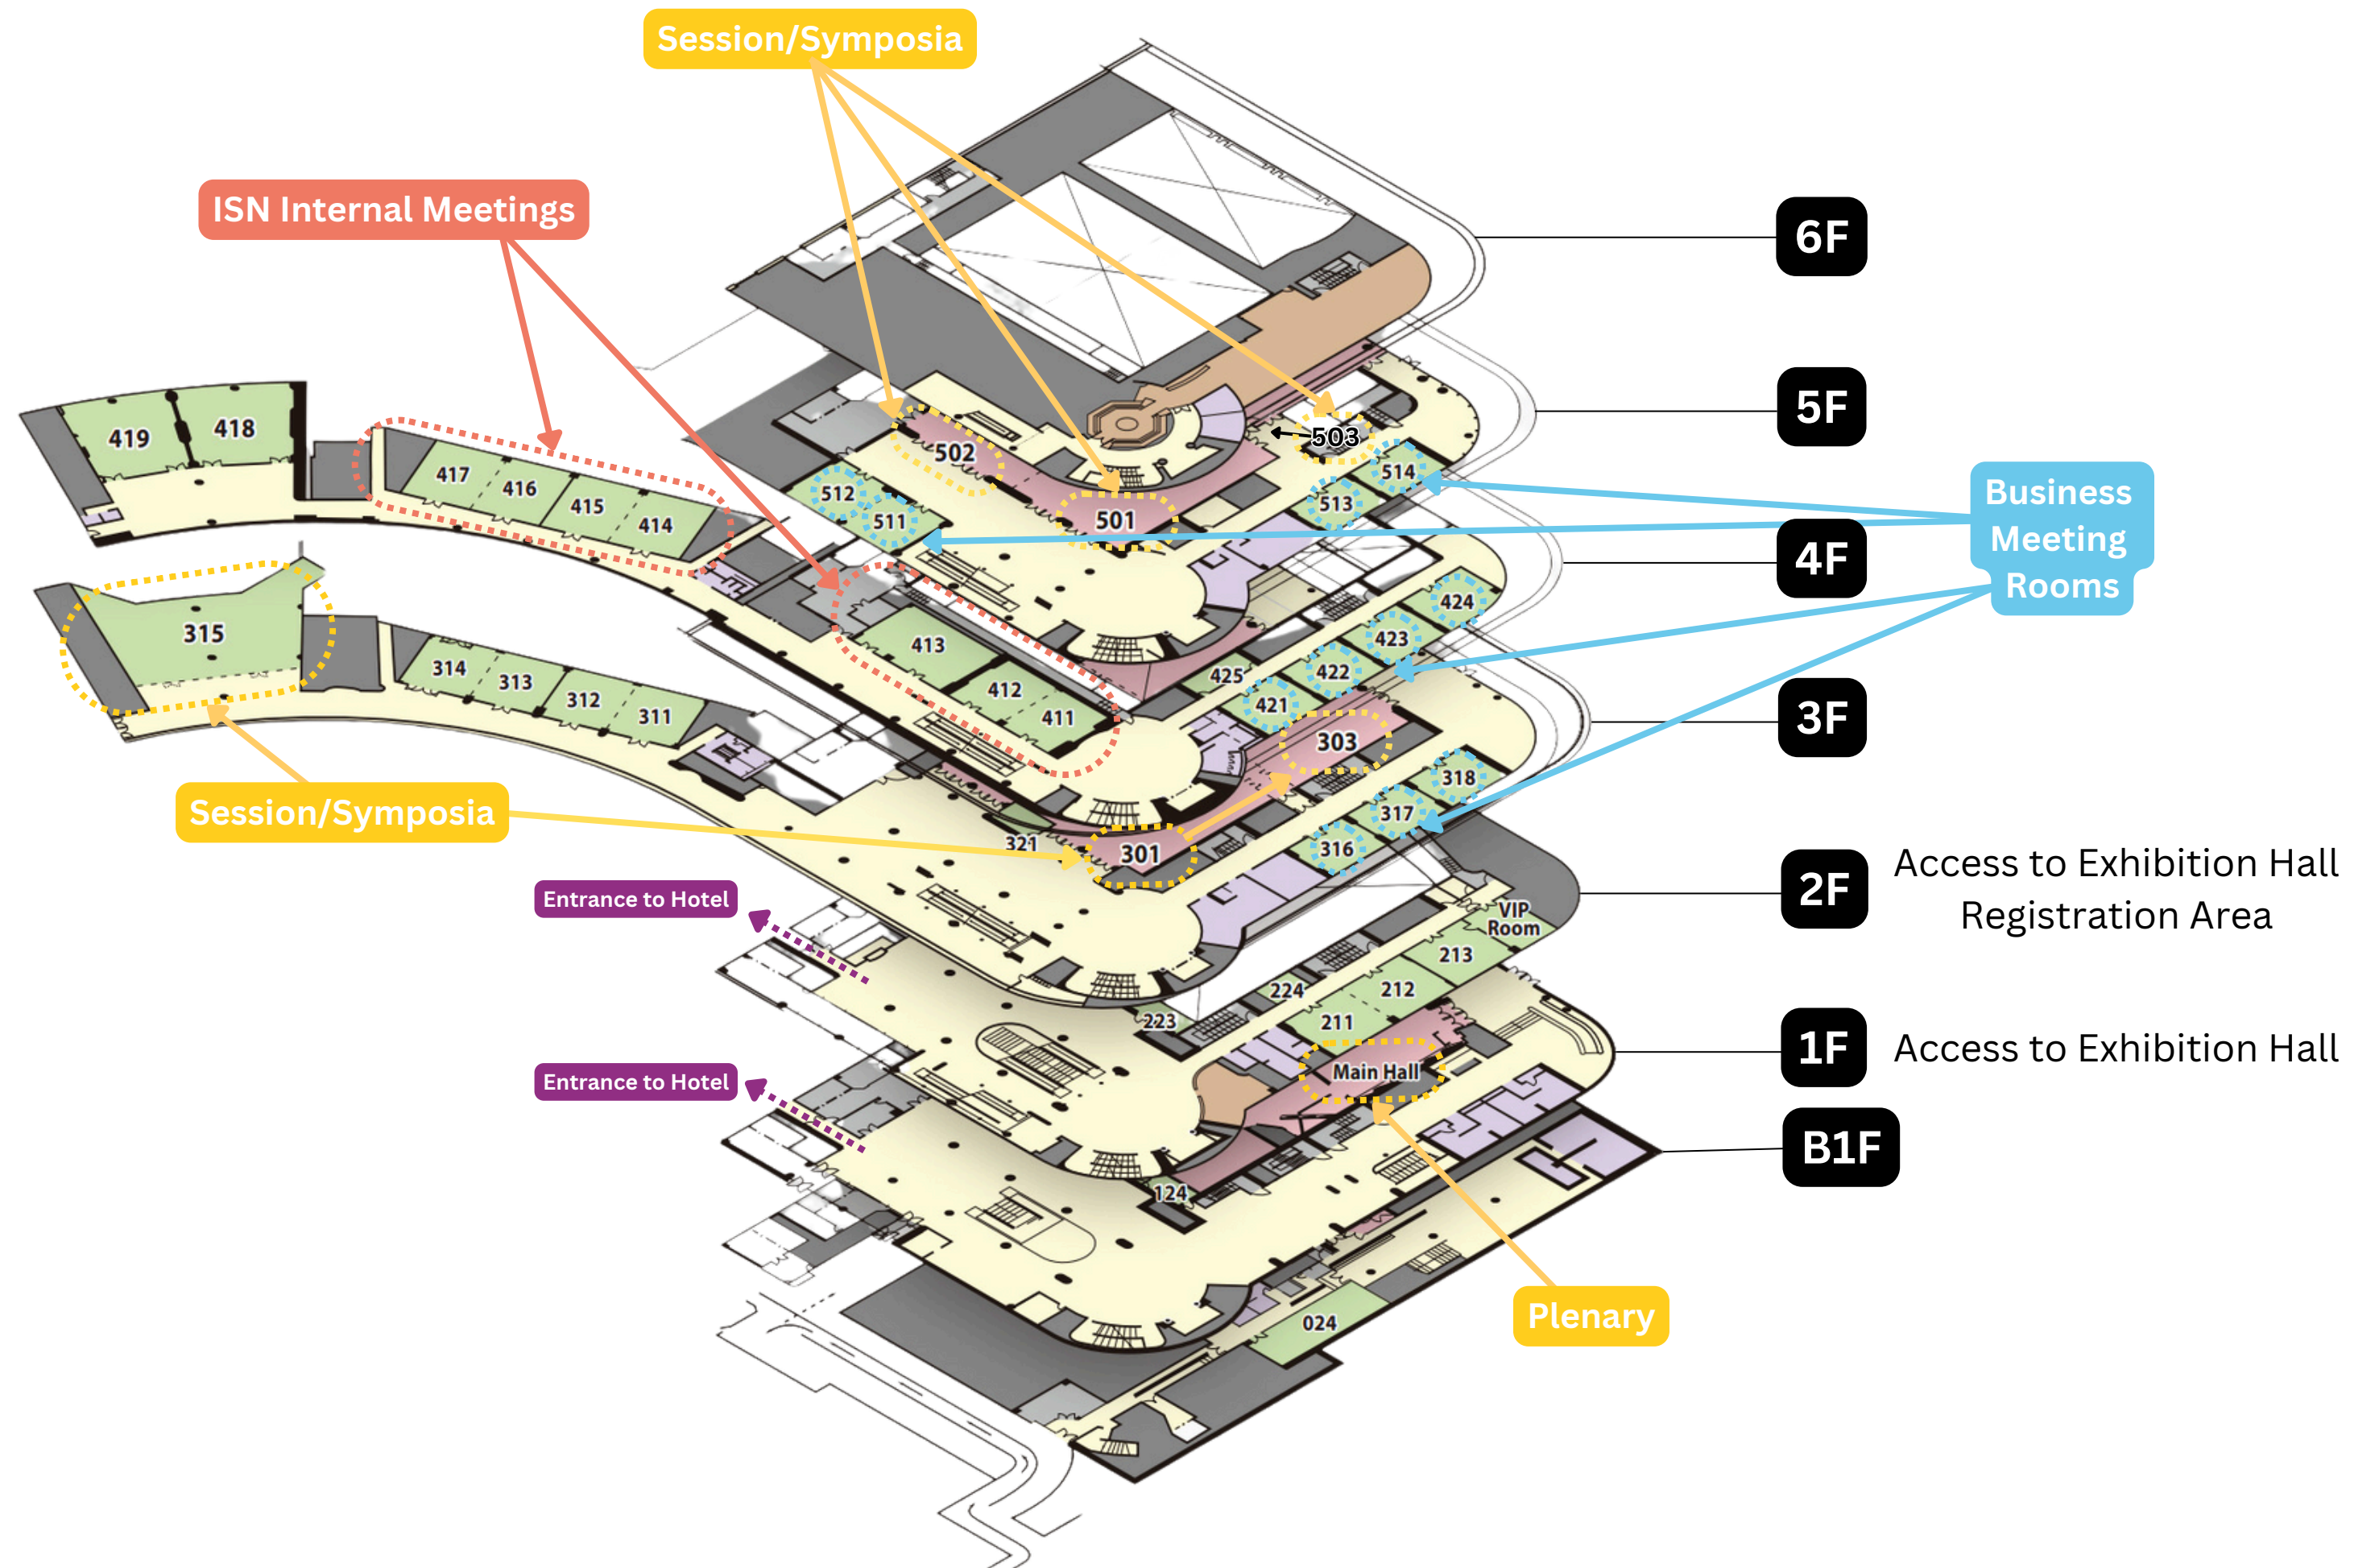 Session/Symposia
ISN Internal Meetings
6F
5F
4F
3F
2F
Access to Exhibition Hall
Registration Area
1F
Access to Exhibition Hall
B1F
Business
Meeting
Rooms
503
502
501
514
513
512
511
419
418
417
416
415
414
413
412
411
424
423
422
421
425
315
314
313
312
311
303
301
321
318
317
316
Session/Symposia
Entrance to Hotel
VIP
Room
213
212
211
224
223
Entrance to Hotel
Main Hall
124
Plenary
024